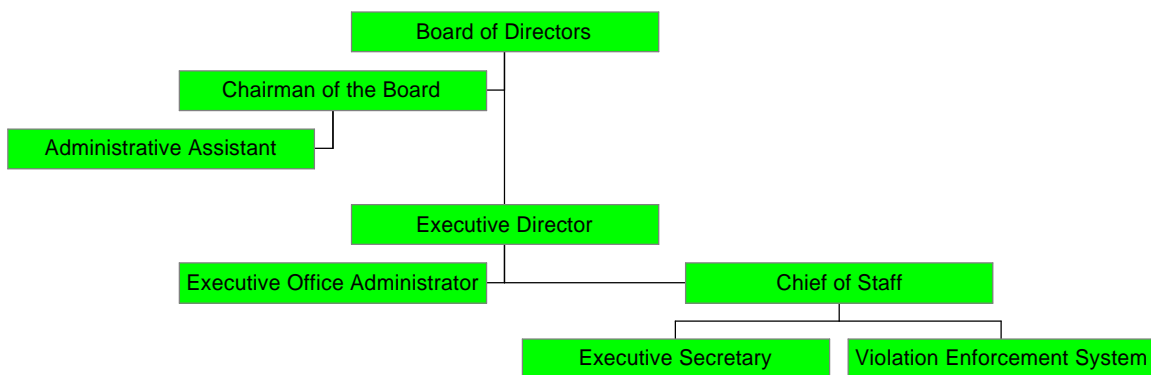 Board of Directors
Chairman of the Board
Administrative Assistant
Executive Director
Executive Office Administrator
Chief of Staff
Executive Secretary
Violation Enforcement System